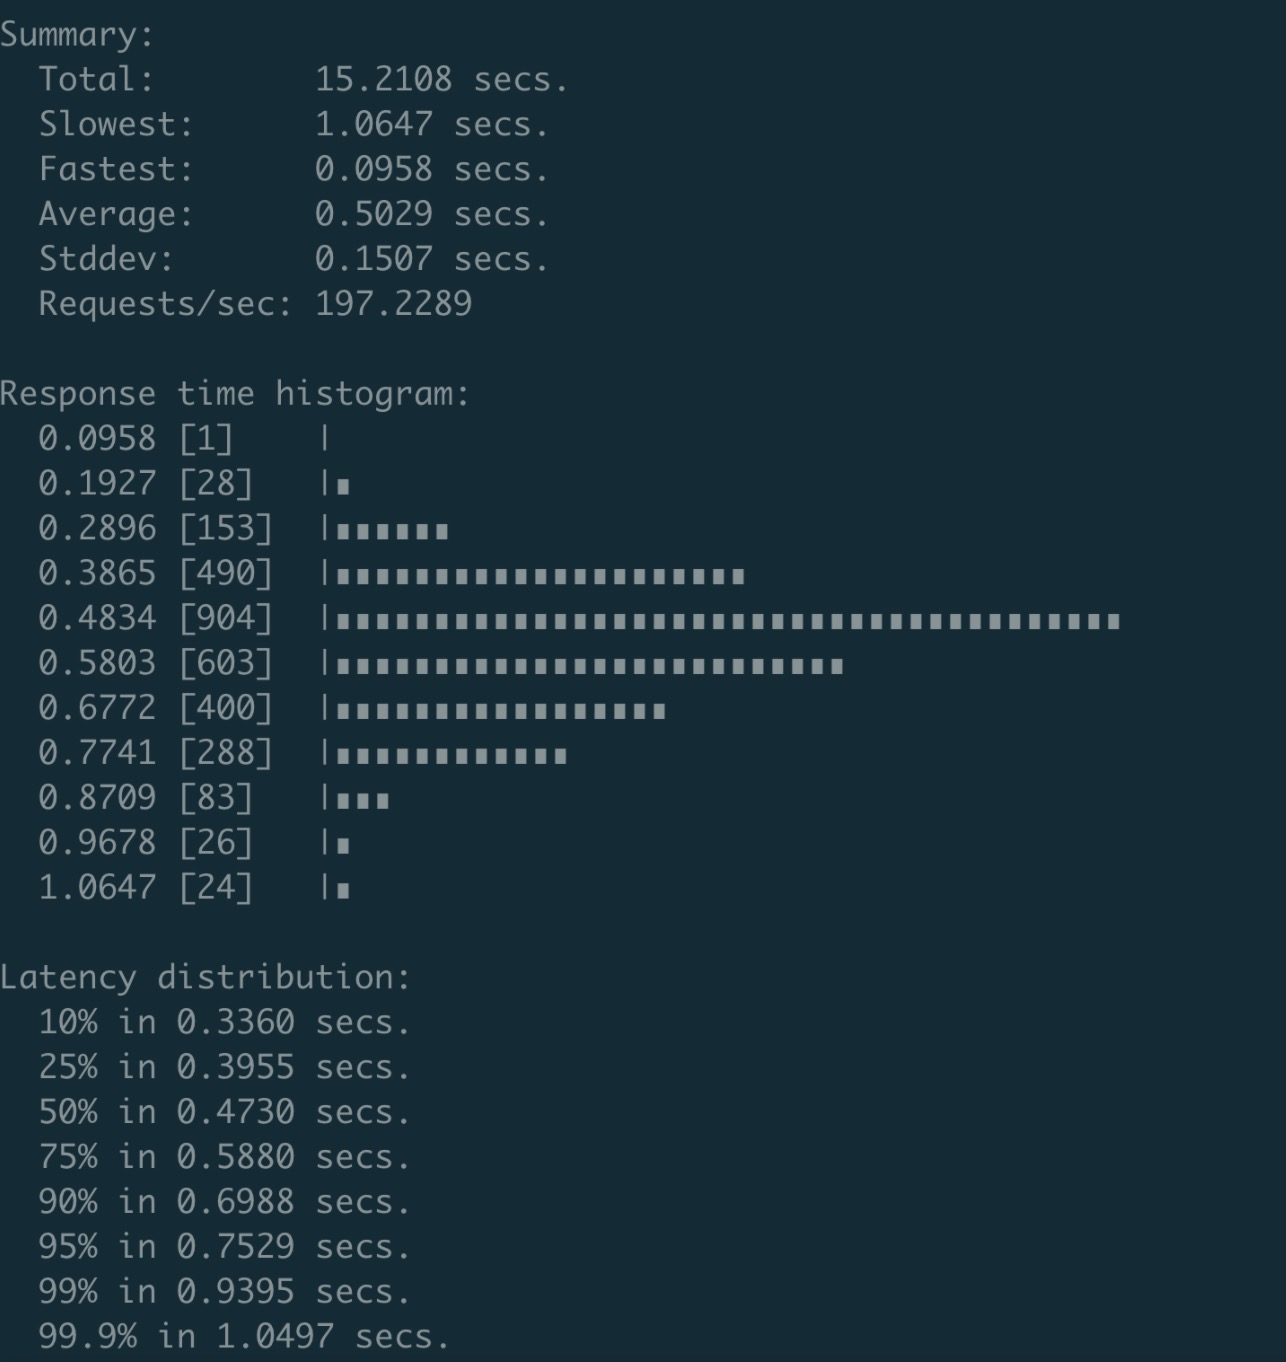 Summary:
  Total:        15.2108 secs.
  Slowest:      1.0647 secs.
  Fastest:      0.0958 secs.
  Average:      0.5029 secs.
  Stddev:       0.1507 secs.
  Requests/sec: 197.2289

Response time histogram:
  0.0958 [1]    |
  0.1927 [28]   |∎
  0.2896 [153]  |∎∎∎∎∎∎
  0.3865 [490]  |∎∎∎∎∎∎∎∎∎∎∎∎∎∎∎∎∎∎∎∎∎
  0.4834 [904]  |∎∎∎∎∎∎∎∎∎∎∎∎∎∎∎∎∎∎∎∎∎∎∎∎∎∎∎∎∎∎∎∎∎∎∎∎∎∎∎∎
  0.5803 [603]  |∎∎∎∎∎∎∎∎∎∎∎∎∎∎∎∎∎∎∎∎∎∎∎∎∎∎
  0.6772 [400]  |∎∎∎∎∎∎∎∎∎∎∎∎∎∎∎∎∎
  0.7741 [288]  |∎∎∎∎∎∎∎∎∎∎∎∎
  0.8709 [83]   |∎∎∎
  0.9678 [26]   |∎
  1.0647 [24]   |∎

Latency distribution:
  10% in 0.3360 secs.
  25% in 0.3955 secs.
  50% in 0.4730 secs.
  75% in 0.5880 secs.
  90% in 0.6988 secs.
  95% in 0.7529 secs.
  99% in 0.9395 secs.
  99.9% in 1.0497 secs.